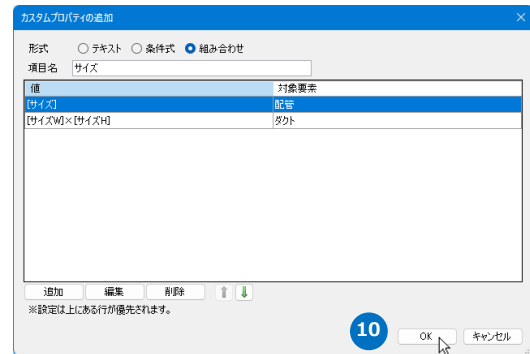 カスタムプロパティの追加
形式 テキスト 条件式 組み合わせ
項目名 サイズ
値 対象要素
[サイズ] 配管
[サイズW]×[サイズH] ダクト
追加 編集 削除
※設定は上にある行が優先されます。
10 OK キャンセル